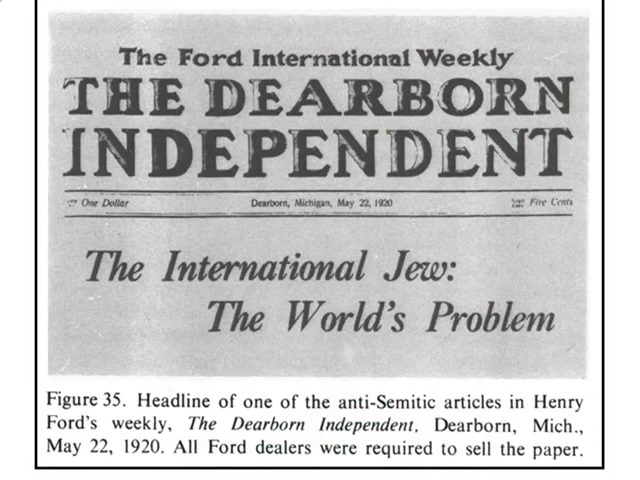 The Ford International Weekly
THE DEARBORN
INDEPENDENT
One Dollar Dearborn, Michigan, May 22, 1920 Five Cents
The International Jew:
The World's Problem
Figure 35. Headline of one of the anti-Semitic articles in Henry
Ford's weekly, The Dearborn Independent, Dearborn, Mich.,
May 22, 1920. All Ford dealers were required to sell the paper.